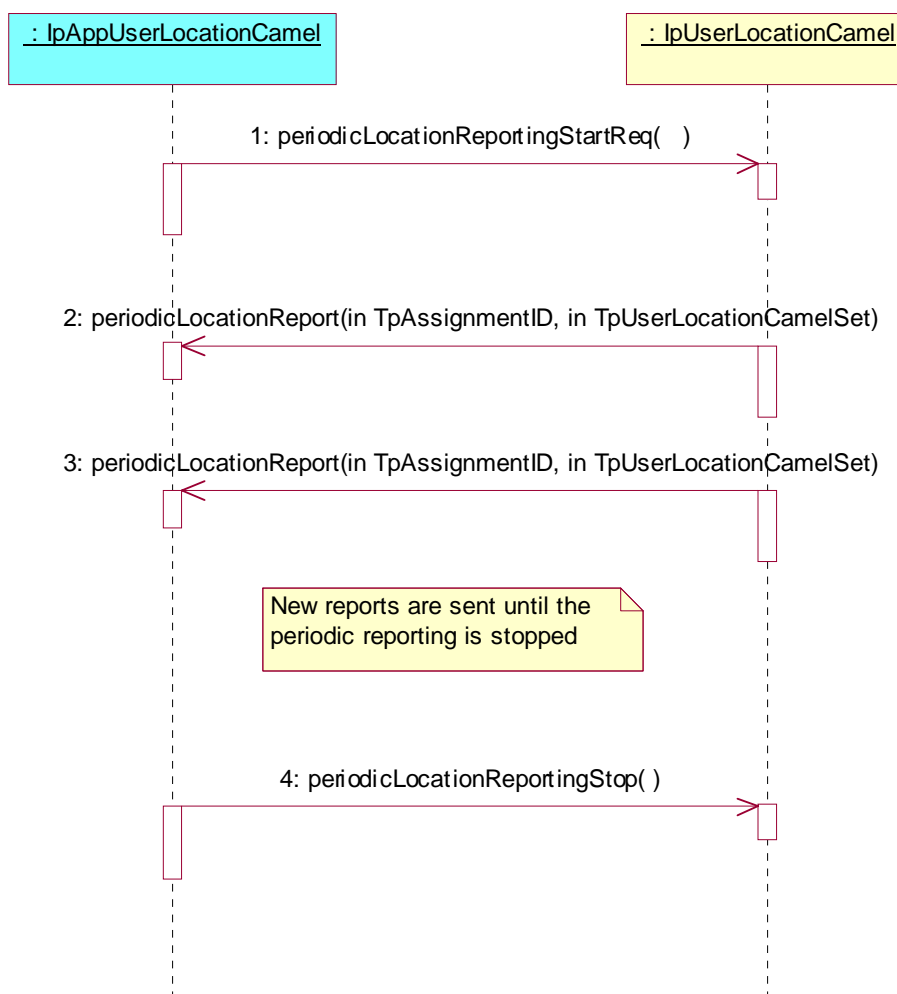 : IpAppUserLocationCamel
: IpUserLocationCamel
1: periodicLocationReportingStartReq( )
2: periodicLocationReport(in TpAssignmentID, in TpUserLocationCamelSet)
3: periodicLocationReport(in TpAssignmentID, in TpUserLocationCamelSet)
New reports are sent until the
periodic reporting is stopped
4: periodicLocationReportingStop( )